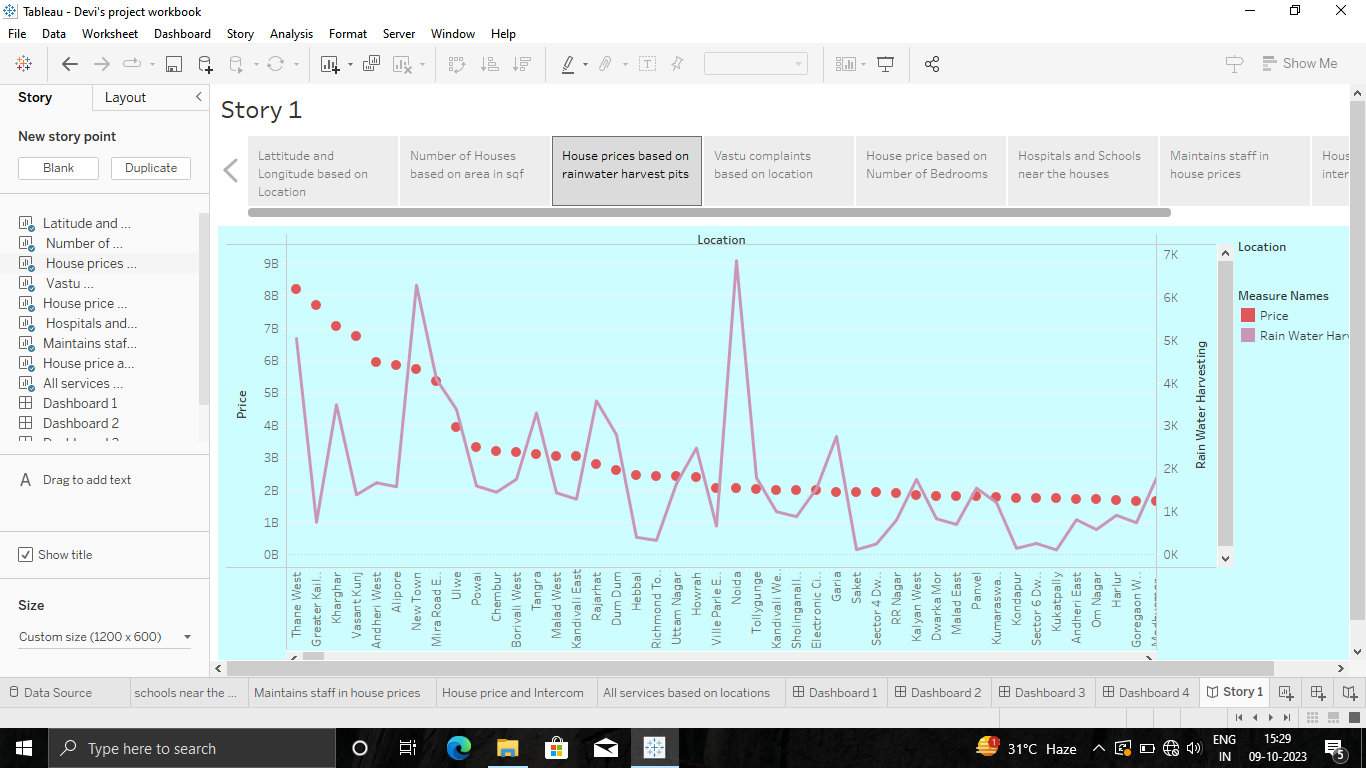 Tableau - Devi's project workbook
File Data Worksheet Dashboard Story Analysis Format Server Window Help
Show Me
Story Layout
New story point
Blank Duplicate
Latitude and ...
Number of ...
House prices ...
Vastu ...
House price ...
Hospitals and...
Maintains staf...
House price a...
All services ...
Dashboard 1
Dashboard 2
A Drag to add text
Show title
Size
Custom size (1200 x 600)
Story 1
Lattitude and
Longitude based on
Location
Number of Houses
based on area in sqf
House prices based on
rainwater harvest pits
Vastu complaints
based on location
House price based on
Number of Bedrooms
Hospitals and Schools
near the houses
Maintains staff in
house prices
Hous
inter
Location
Price
9B
8B
7B
6B
5B
4B
3B
2B
1B
0B
7K
6K
5K
4K
3K
2K
1K
0K
Rain Water Harvesting
Thane West
Greater Kail..
Kharghar
Vasant Kunj
Andheri West
Alipore
New Town
Mira Road E..
Ulwe
Powai
Chembur
Borivali West
Tangra
Malad West
Kandivali East
Rajarhat
Dum Dum
Hebbal
Richmond To..
Uttam Nagar
Howrah
Ville Parle E..
Noida
Tollygunge
Kandivali We..
Sholinganall..
Electronic Ci..
Garia
Saket
Sector 4 Dw..
RR Nagar
Kalyan West
Dwarka Mor
Malad East
Panvel
Kumaraswa..
Kondapur
Sector 6 Dw..
Kukatpally
Andheri East
Om Nagar
Harlur
Goregaon W..
Location
Measure Names
Price
Rain Water Harv
Data Source schools near the ... Maintains staff in house prices House price and Intercom All services based on locations Dashboard 1 Dashboard 2 Dashboard 3 Dashboard 4 Story 1
Type here to search
1
31°C Haze
ENG
IN
15:29
09-10-2023
5